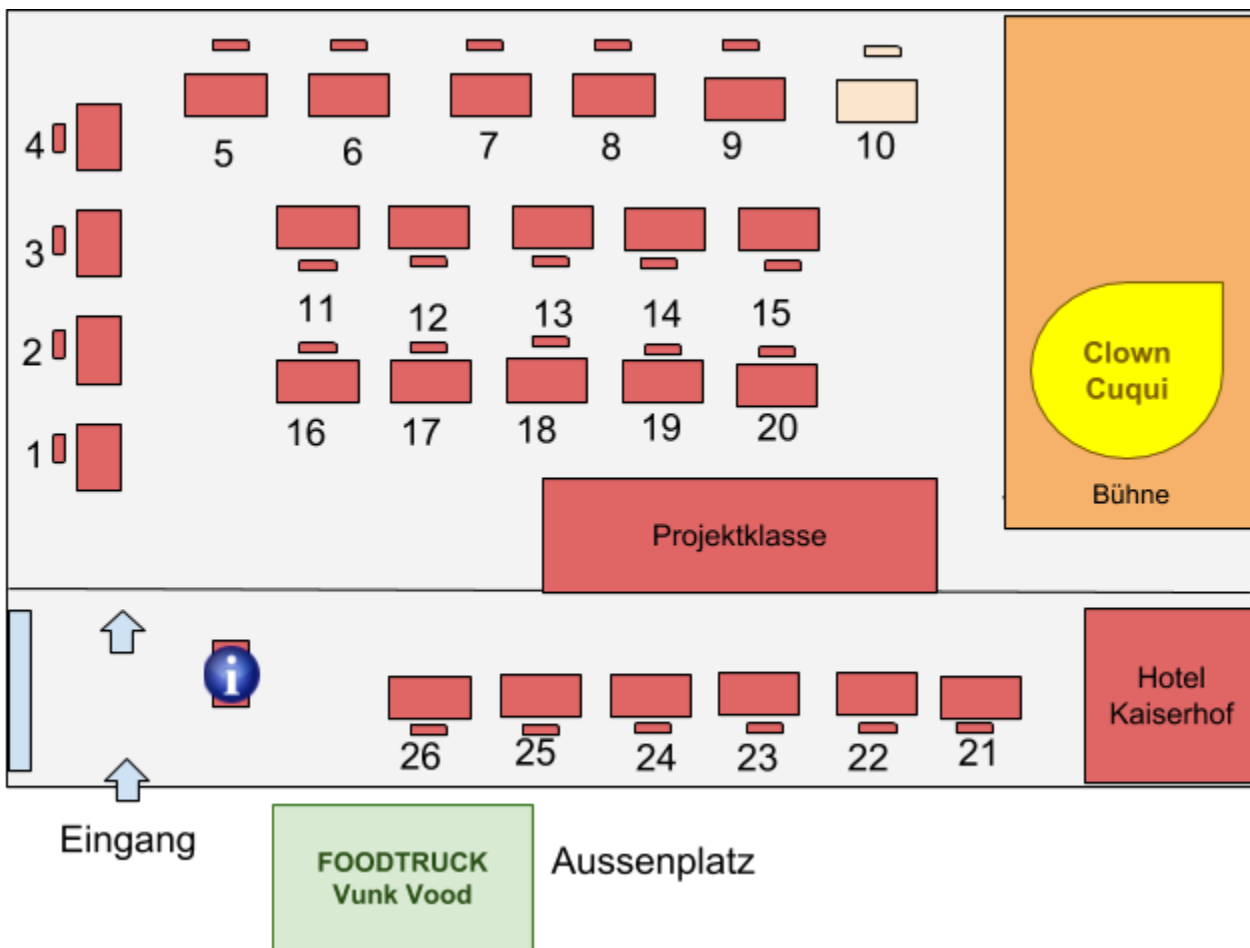 4
5
6
7
8
9
10
3
11
12
13
14
15
2
Clown
Cuqui
16
17
18
19
20
1
Bühne
Projektklasse
i
Hotel
Kaiserhof
26
25
24
23
22
21
Eingang
FOODTRUCK
Vunk Vood
Aussenplatz